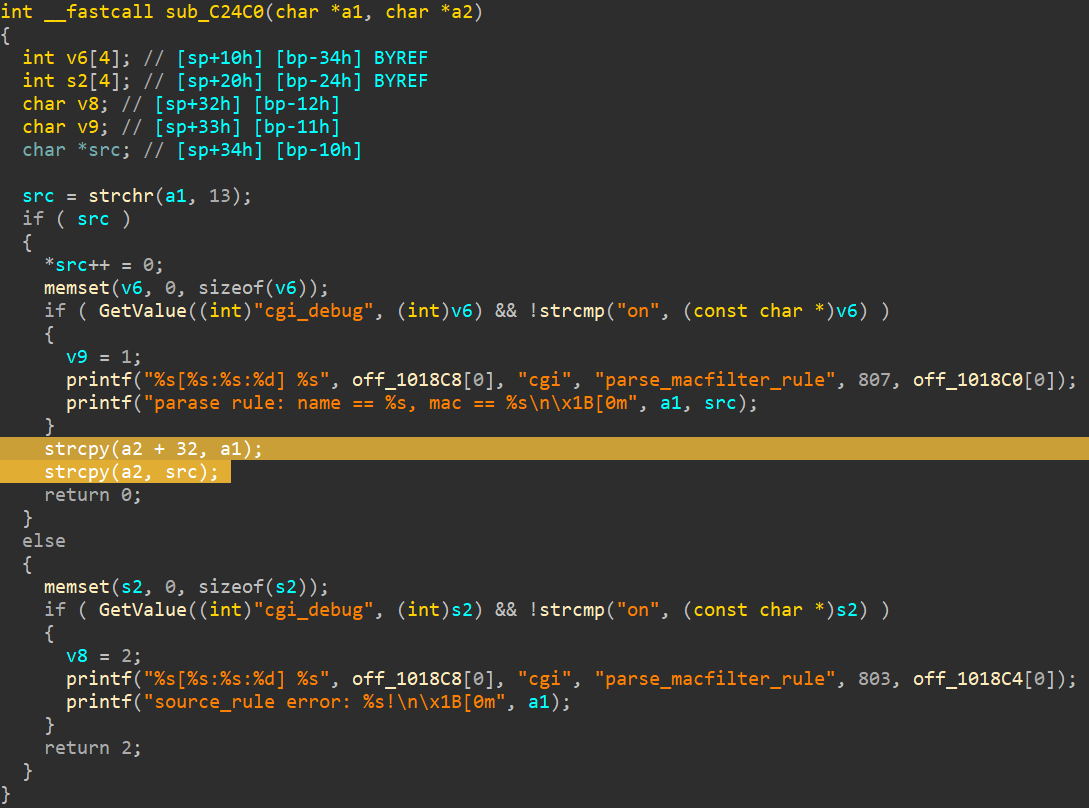 int __fastcall sub_C24C0(char *a1, char *a2)
{
  int v6[4]; // [sp+10h] [bp-34h] BYREF
  int s2[4]; // [sp+20h] [bp-24h] BYREF
  char v8; // [sp+32h] [bp-12h]
  char v9; // [sp+33h] [bp-11h]
  char *src; // [sp+34h] [bp-10h]

  src = strchr(a1, 13);
  if ( src )
  {
    *src++ = 0;
    memset(v6, 0, sizeof(v6));
    if ( GetValue((int)"cgi_debug", (int)v6) && !strcmp("on", (const char *)v6) )
    {
      v9 = 1;
      printf("%s[%s:%s:%d] %s", off_1018C8[0], "cgi", "parse_macfilter_rule", 807, off_1018C0[0]);
      printf("parase rule: name == %s, mac == %s\n\x1B[0m", a1, src);
    }
    strcpy(a2 + 32, a1);
    strcpy(a2, src);
    return 0;
  }
  else
  {
    memset(s2, 0, sizeof(s2));
    if ( GetValue((int)"cgi_debug", (int)s2) && !strcmp("on", (const char *)s2) )
    {
      v8 = 2;
      printf("%s[%s:%s:%d] %s", off_1018C8[0], "cgi", "parse_macfilter_rule", 803, off_1018C4[0]);
      printf("source_rule error: %s!\n\x1B[0m", a1);
    }
    return 2;
  }
}